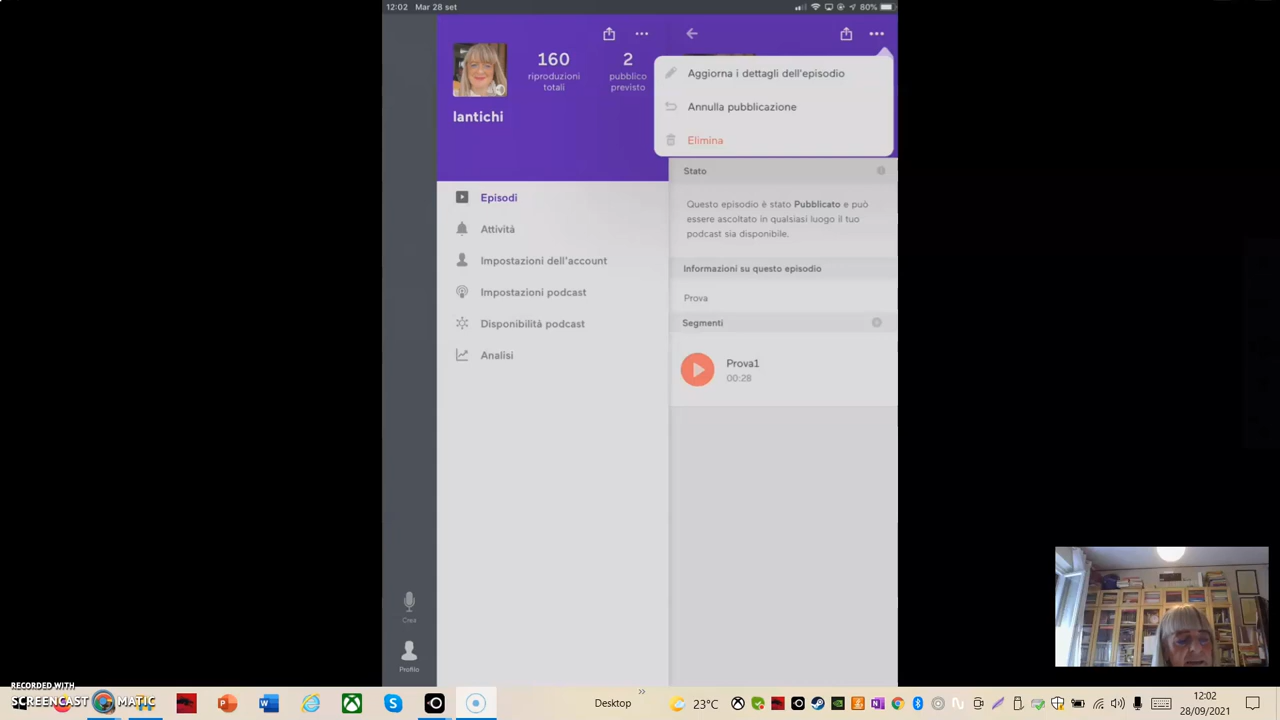 12:02 Mar 28 set
80%
160
riproduzioni
totali
2
pubblico
previsto
lantichi
Episodi
Attività
Impostazioni dell'account
Impostazioni podcast
Disponibilità podcast
Analisi
Crea
Profilo
Aggiorna i dettagli dell'episodio
Annulla pubblicazione
Elimina
Stato
Questo episodio è stato Pubblicato e può
essere ascoltato in qualsiasi luogo il tuo
podcast sia disponibile.
Informazioni su questo episodio
Prova
Segmenti
Prova1
00:28
RECORDED WITH
SCREENCAST MATIC
Desktop
23°C
12:02
28/09/2021